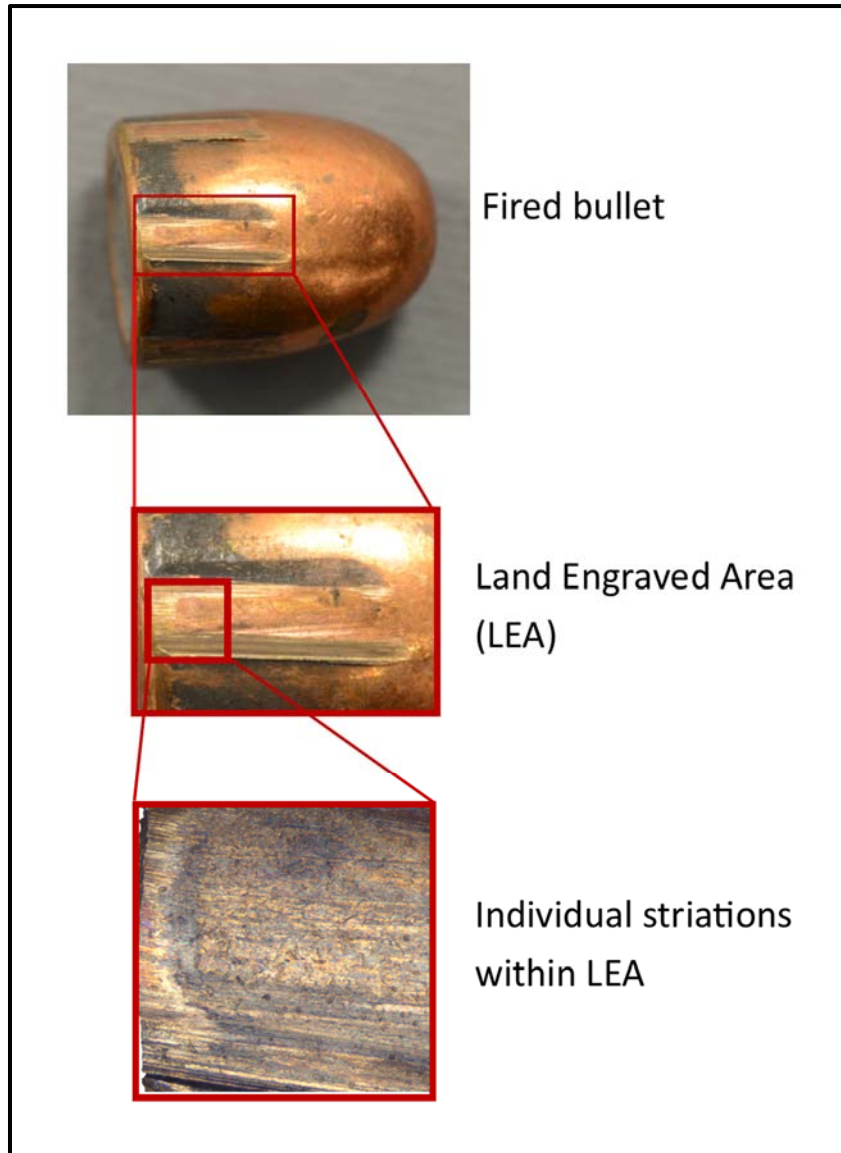 Fired bullet
Land Engraved Area
(LEA)
Individual striations
within LEA